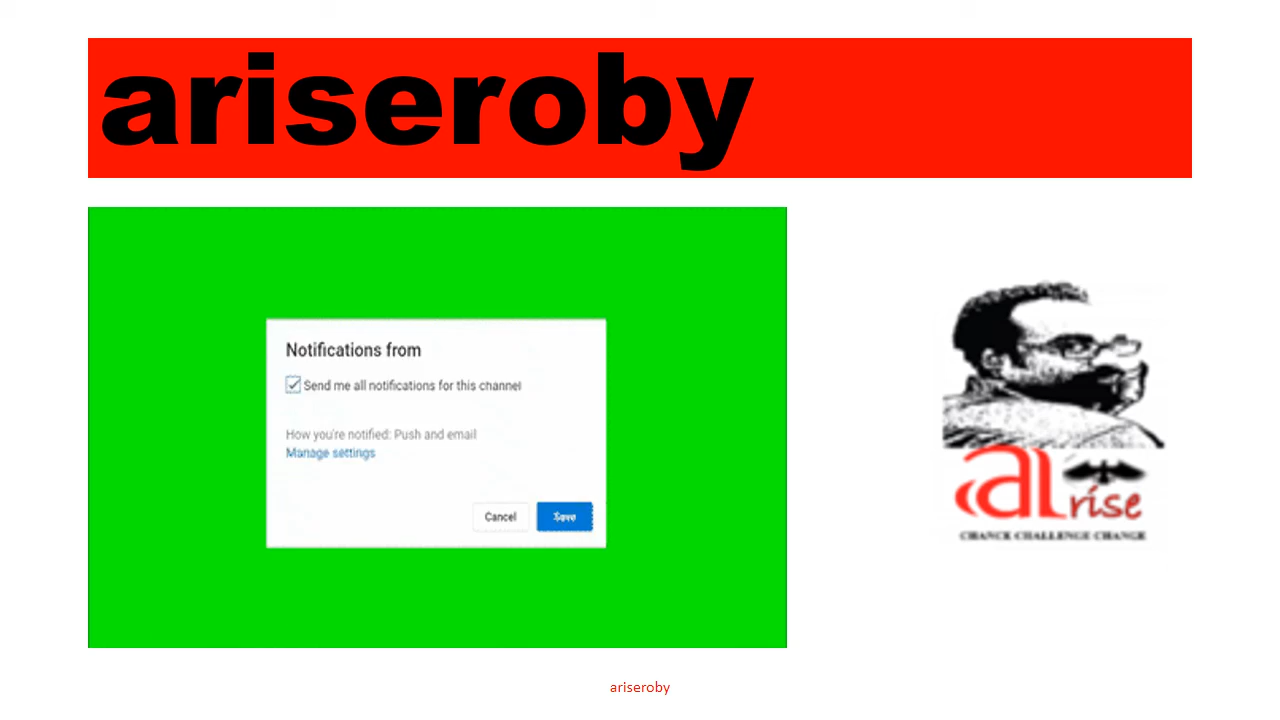 ariseroby
Notifications from
Send me all notifications for this channel
How you're notified: Push and email
Manage settings
Cancel
Save
al rise
CHANCE CHALLENGE CHANGE
ariseroby